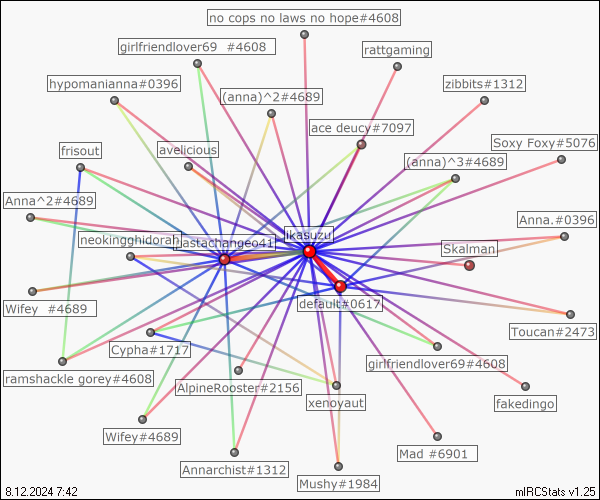 no cops no laws no hope#4608
girlfriendlover69 #4608
rattgaming
hypomanianna#0396
zibbits#1312
(anna)^2#4689
ace deucy#7097
Soxy Foxy#5076
frisout
avelicious
(anna)^3#4689
Anna^2#4689
Anna.#0396
neokingghidorah
lastachangeo41
ikasuzu
Skalman
default#0617
Wifey #4689
Toucan#2473
Cypha#1717
girlfriendlover69#4608
ramshackle gorey#4608
AlpineRooster#2156
xenoyaut
fakedingo
Wifey#4689
Mad #6901
Annarchist#1312
Mushy#1984
8.12.2024 7:42
mIRCStats v1.25